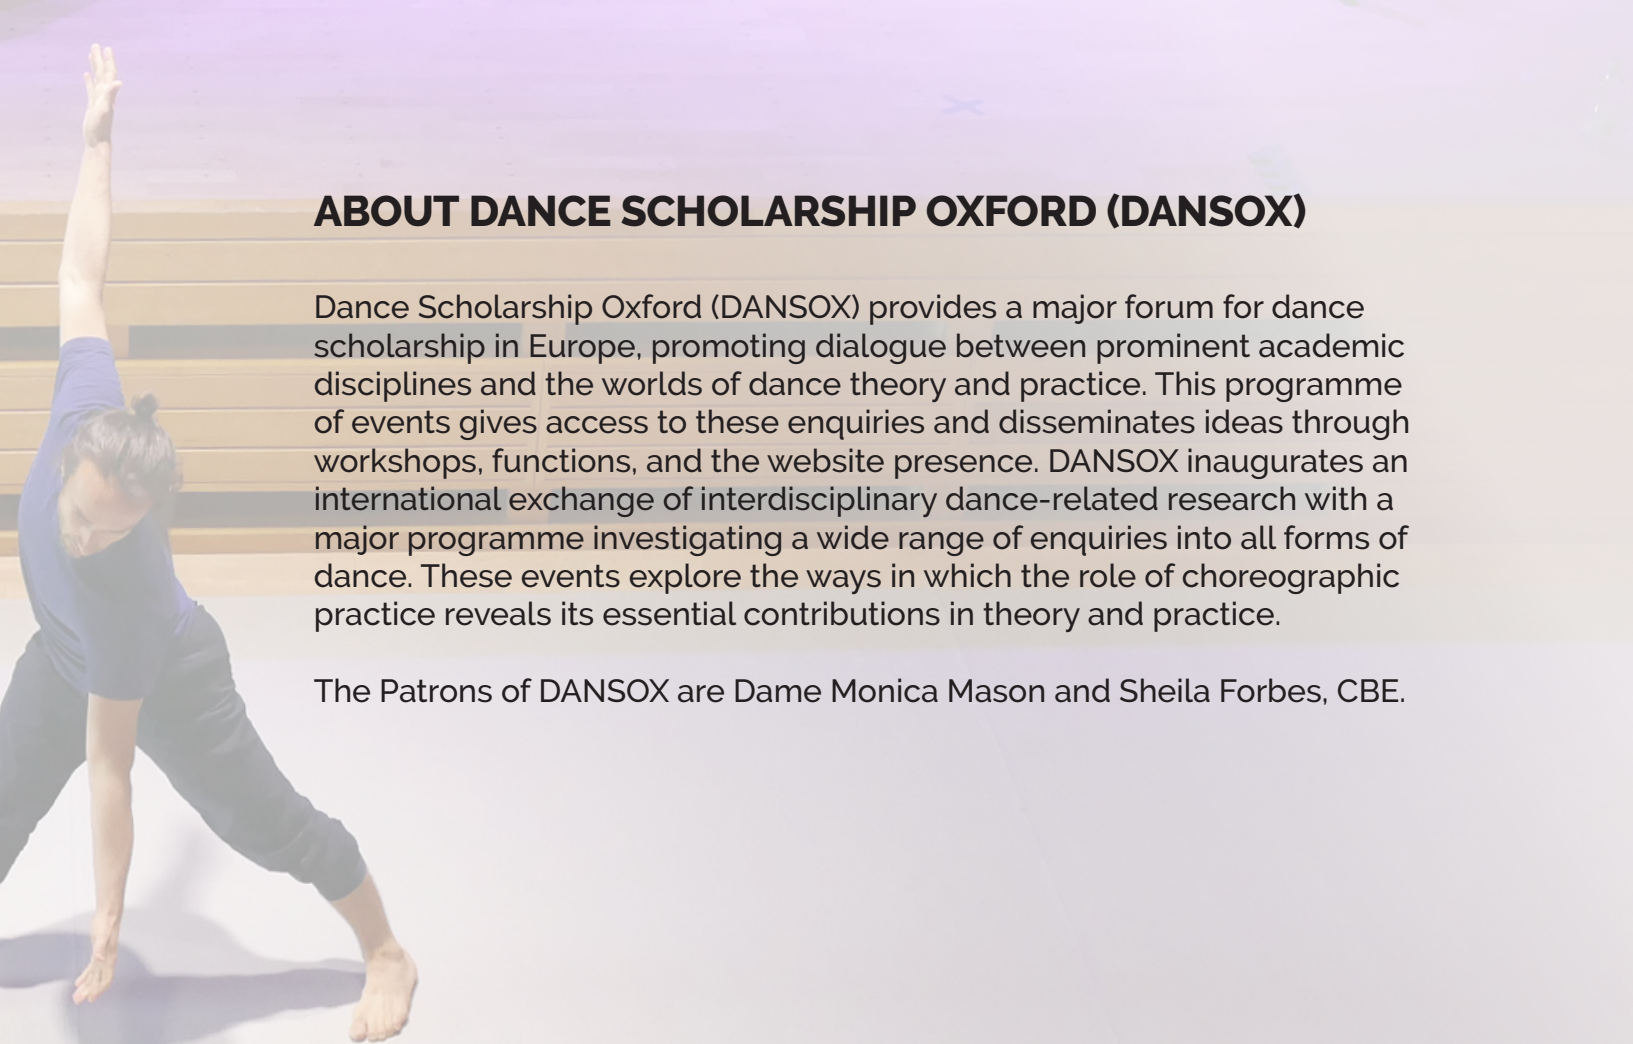 ABOUT DANCE SCHOLARSHIP OXFORD (DANSOX)
Dance Scholarship Oxford (DANSOX) provides a major forum for dance
scholarship in Europe, promoting dialogue between prominent academic
disciplines and the worlds of dance theory and practice. This programme
of events gives access to these enquiries and disseminates ideas through
workshops, functions, and the website presence. DANSOX inaugurates an
international exchange of interdisciplinary dance-related research with a
major programme investigating a wide range of enquiries into all forms of
dance. These events explore the ways in which the role of choreographic
practice reveals its essential contributions in theory and practice.
The Patrons of DANSOX are Dame Monica Mason and Sheila Forbes, CBE.